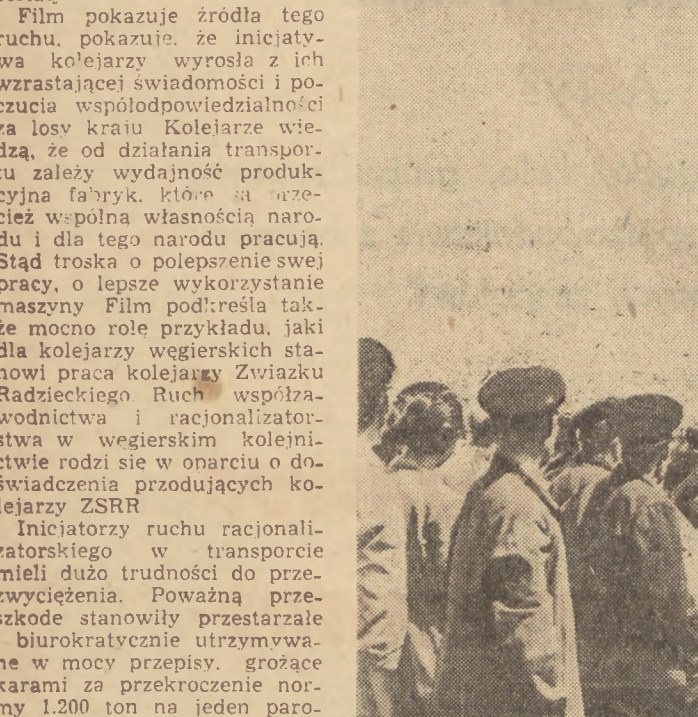 Film pokazuje źródła tego
ruchu, pokazuje, że inicjaty-
wa kolejarzy wyrosła z ich
wzrastającej świadomości i po-
czucia współodpowiedzialności
za losy kraju Kolejarze wie-
dzą, że od działania transpor-
tu zależy wydajność produk-
cyjna fabryk, które są prze-
cież wspólną własnością naro-
du i dla tego narodu pracują.
Stąd troska o polepszenie swej
pracy, o lepsze wykorzystanie
maszyny Film podkreśla tak-
że mocno rolę przykładu, jaki
dla kolejarzy węgierskich sta-
nowi praca kolejarzy Związku
Radzieckiego. Ruch współza-
wodnictwa i racjonalizator-
stwa w węgierskim kolejni-
ctwie rodzi się w oparciu o do-
świadczenia przodujących ko-
lejarzy ZSRR
Inicjatorzy ruchu racjonali-
zatorskiego w transporcie
mieli dużo trudności do prze-
zwyciężenia. Poważną prze-
szkodę stanowiły przestarzałe
biurokratycznie utrzymywa-
ne w mocy przepisy, grożące
karami za przekroczenie nor-
my 1.200 ton na jeden paro-